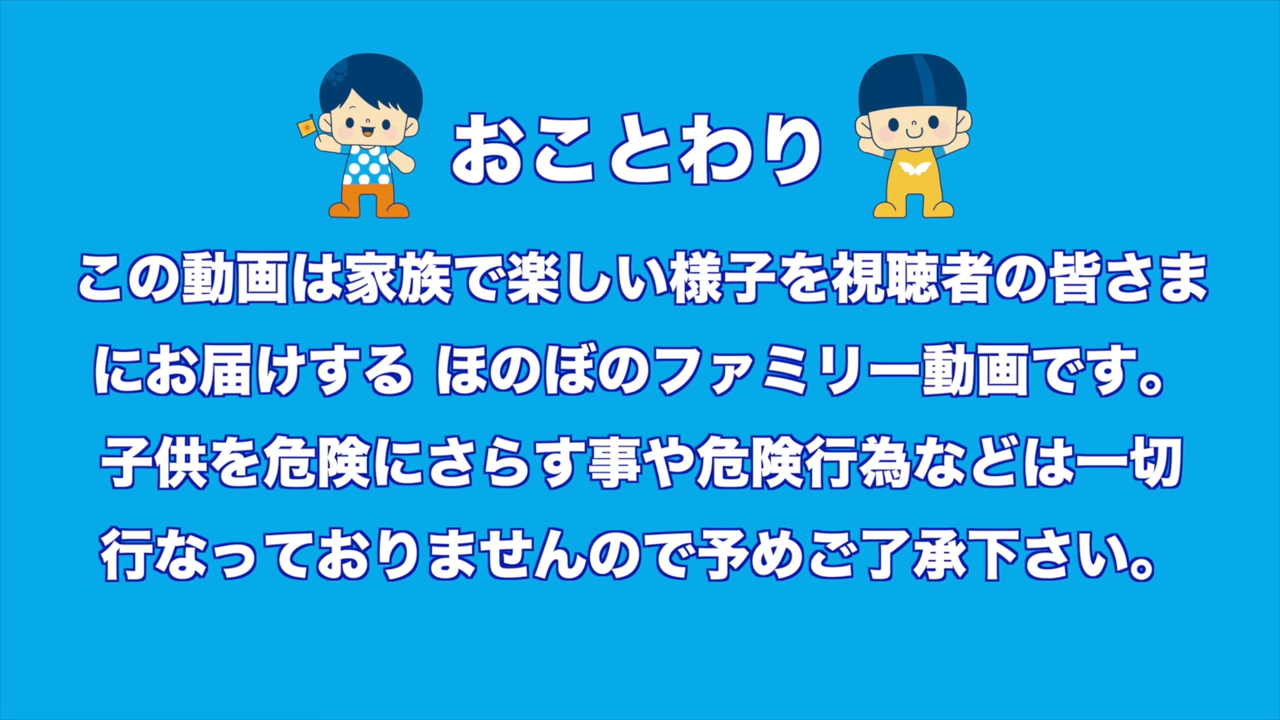 おことわり
この動画は家族で楽しい様子を視聴者の皆さま
にお届けする ほのぼのファミリー動画です。
子供を危険にさらす事や危険行為などは一切
行なっておりませんので予めご了承下さい。